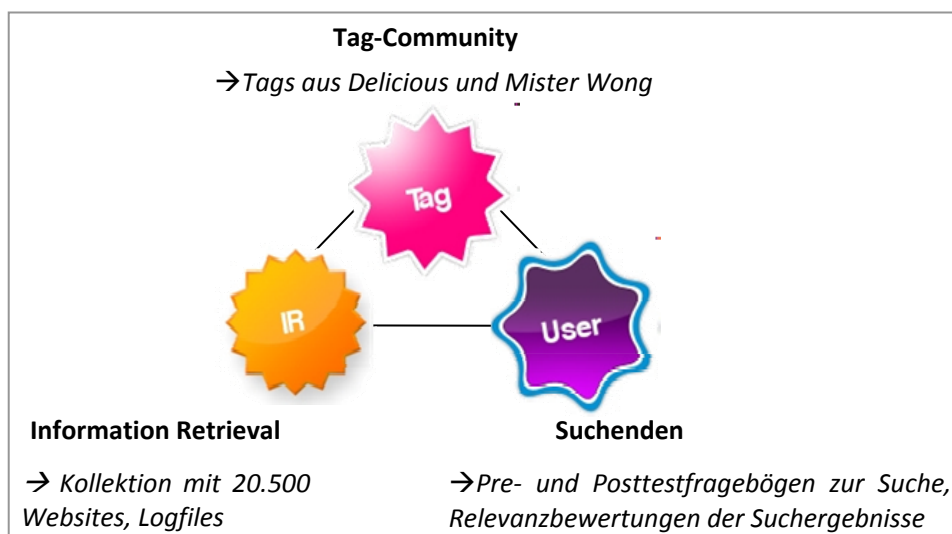 Tag-Community
→Tags aus Delicious und Mister Wong
Tag
IR
User
Information Retrieval
→ Kollektion mit 20.500
Websites, Logfiles
Suchenden
→Pre- und Posttestfragebögen zur Suche,
Relevanzbewertungen der Suchergebnisse